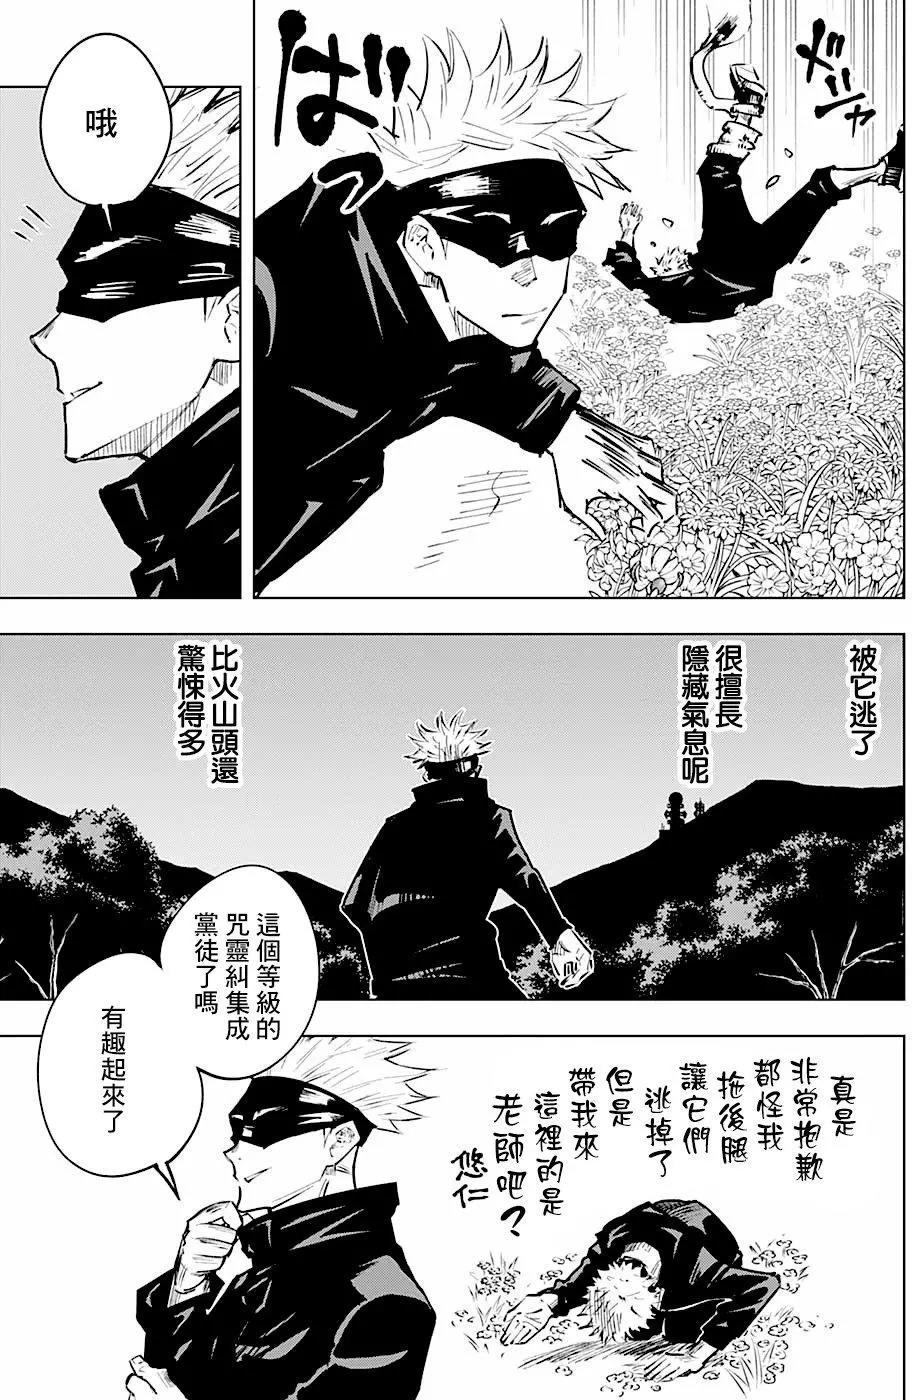 ドシャ
ばっ
哦
被它逃了
很擅長
隱藏氣息呢
比火山頭還
驚悚得多
真是
非常抱歉
都怪我
拖後腿
讓它們
逃掉了
但是
帶我來
這裡的是
老師吧？
悠仁
這個等級的
咒靈糾集成
黨徒了嗎
有趣起來了